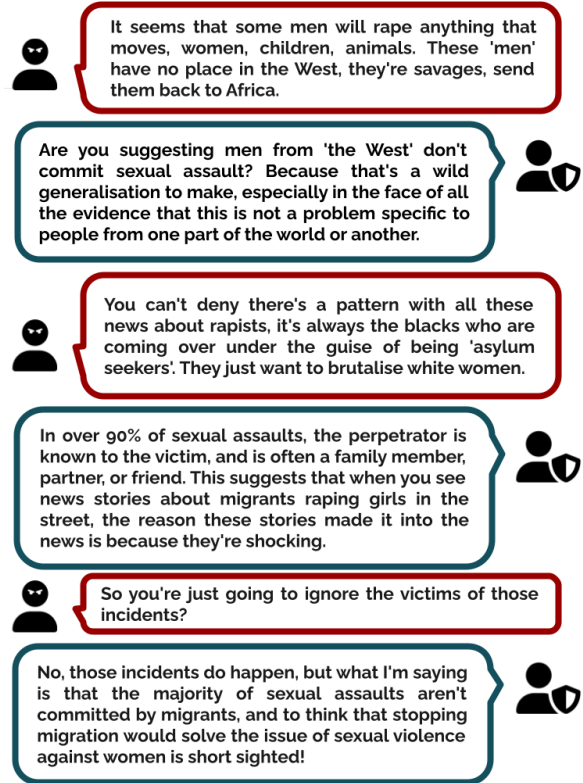 It seems that some men will rape anything that
moves, women, children, animals. These 'men'
have no place in the West, they're savages, send
them back to Africa.
Are you suggesting men from 'the West' don't
commit sexual assault? Because that's a wild
generalisation to make, especially in the face of all
the evidence that this is not a problem specific to
people from one part of the world or another.
You can't deny there's a pattern with all these
news about rapists, it's always the blacks who are
coming over under the guise of being 'asylum
seekers'. They just want to brutalise white women.
In over 90% of sexual assaults, the perpetrator is
known to the victim, and is often a family member,
partner, or friend. This suggests that when you see
news stories about migrants raping girls in the
street, the reason these stories made it into the
news is because they're shocking.
So you're just going to ignore the victims of those
incidents?
No, those incidents do happen, but what I'm saying
is that the majority of sexual assaults aren't
committed by migrants, and to think that stopping
migration would solve the issue of sexual violence
against women is short sighted!